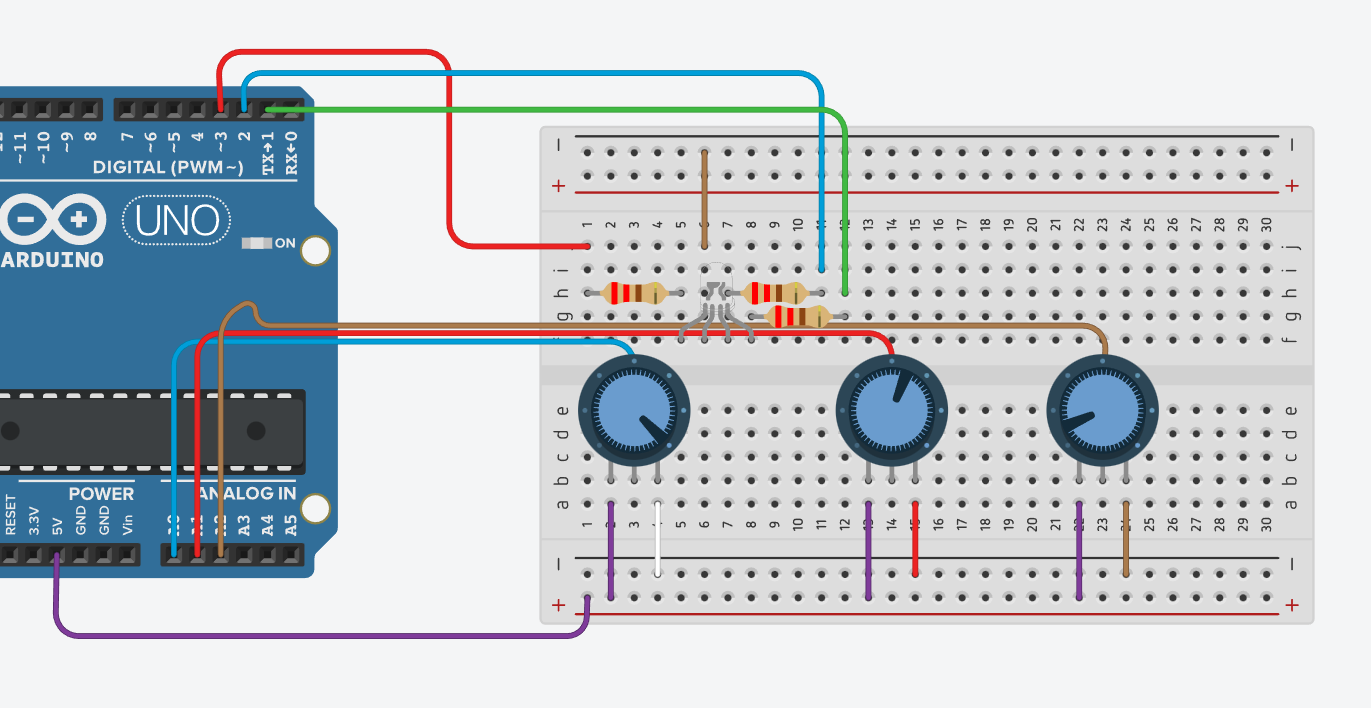 ~11 ~10 ~9 8 7 ~6 ~5 4 ~3 2 TX→1 RX←0
DIGITAL (PWM~)
UNO
ON
ARDUINO
POWER
ANALOG IN
RESET 3.3V 5V GND GND Vin A0 A1 A2 A3 A4 A5
− −
+ +
1 2 3 4 6 7 8 9 10 11 12 13 14 15 16 17 18 19 20 21 22 23 24 25 26 27 28 29 30
j j
i i
h h
g g
f f
e e
d d
c c
b b
a a
1 2 3 4 5 6 7 8 9 10 11 12 13 14 15 16 17 18 19 20 21 22 23 24 25 26 27 28 29 30
− −
+ +